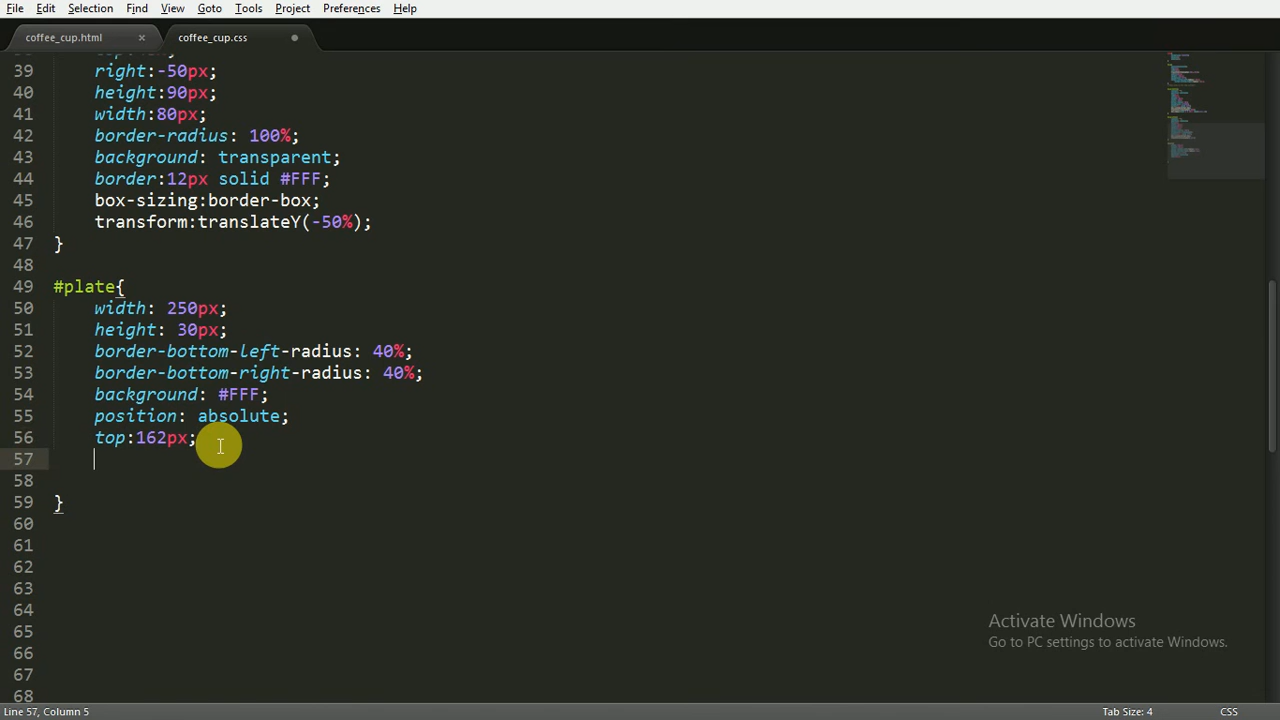 File Edit Selection Find View Goto Tools Project Preferences Help
coffee_cup.html × coffee_cup.css
39 right:-50px;
40 height:90px;
41 width:80px;
42 border-radius: 100%;
43 background: transparent;
44 border:12px solid #FFF;
45 box-sizing:border-box;
46 transform:translateY(-50%);
47 }
48
49 #plate{
50 width: 250px;
51 height: 30px;
52 border-bottom-left-radius: 40%;
53 border-bottom-right-radius: 40%;
54 background: #FFF;
55 position: absolute;
56 top:162px;
57
58
59 }
60
61
62
63
64
65
66
67
68
Activate Windows
Go to PC settings to activate Windows.
Line 57, Column 5 Tab Size: 4 CSS